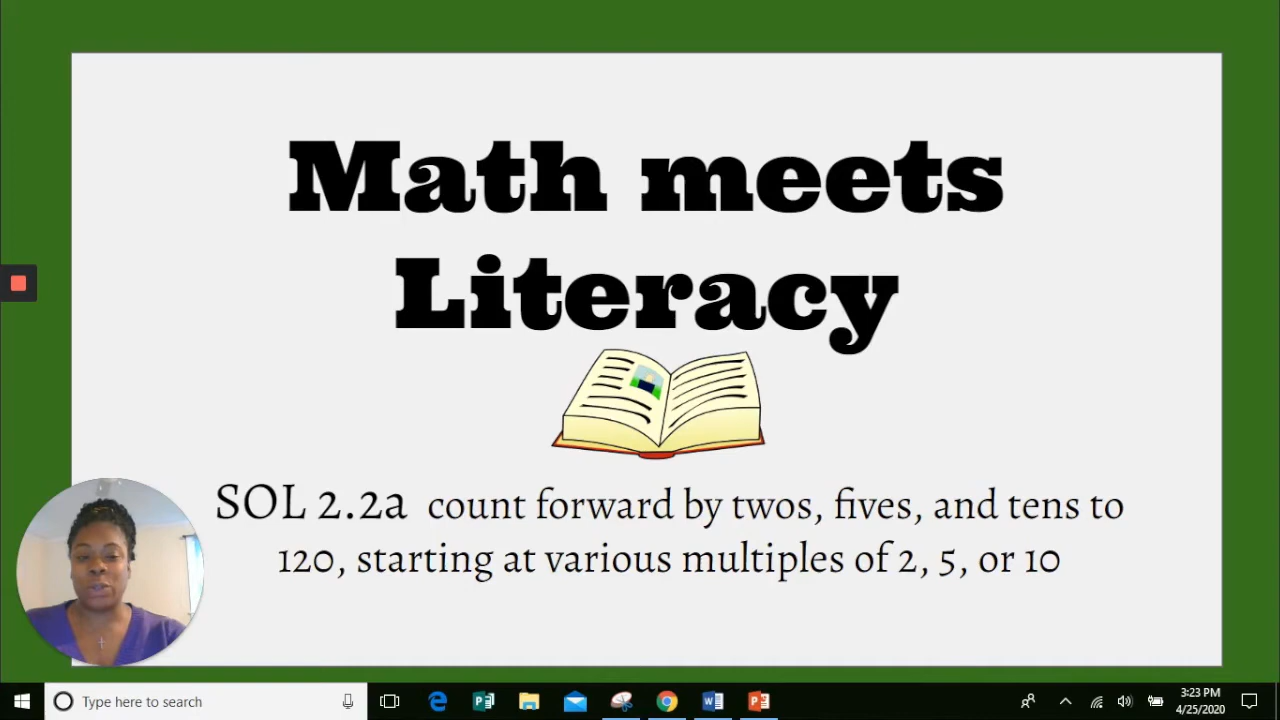 Math meets
Literacy
SOL 2.2a count forward by twos, fives, and tens to
120, starting at various multiples of 2, 5, or 10
Type here to search
3:23 PM
4/25/2020